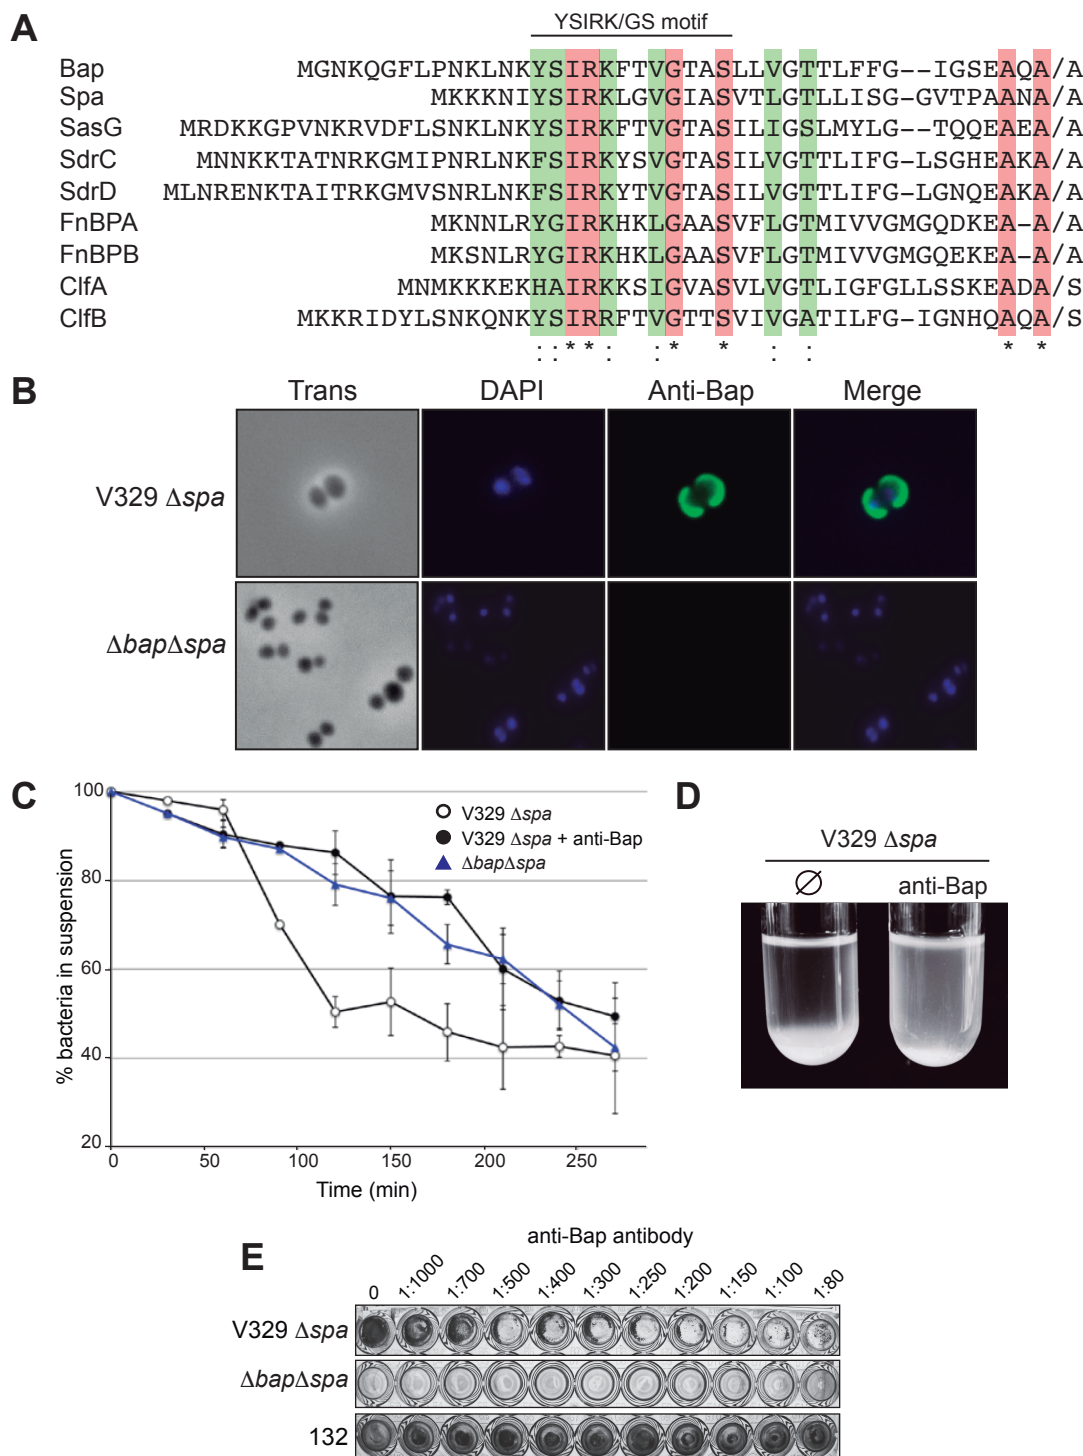 A
YSIRK/GS motif
Bap MGNKQGFLPNKLNKYSIRKFTVGTASLLVGTTLFFG--IGSEAQA/A
Spa MKKKNIYSIRKLGVGIASVTLGTLLISG-GVTPAANA/A
SasG MRDKKGPVNKRVDFLSNKLNKYSIRKFTVGTASILIGSLMYLG--TQQEAEA/A
SdrC MNNKKTATNRKGMIPNRLNKFSIRKYSVGTASILVGTTLIFG-LSGHEAKA/A
SdrD MLNRENKTAITRKGMVSNRLNKFSIRKYTVGTASILVGTTLIFG-LGNQEAKA/A
FnBPA MKNNLRYGIRKHKLGAASVFLGTMIVVGMGQDKEA-A/A
FnBPB MKSNLRYGIRKHKLGAASVFLGTMIVVGMGQEKEA-A/A
ClfA MNMKKKEKHAIRKKSIGVASVLVGTLIGFGLLSSKEADA/S
ClfB MKKRIDYLSNKQNKYSIRRFTVGTTSVIVGATILFG-IGNHQAQA/S
::**: :* * : : * *
B
Trans DAPI Anti-Bap Merge
V329 Δspa
ΔbapΔspa
C
100
80
60
40
20
% bacteria in suspension
V329 Δspa
V329 Δspa + anti-Bap
ΔbapΔspa
0 50 100 150 200 250
Time (min)
D
V329 Δspa
∅ anti-Bap
E
anti-Bap antibody
0 1:1000 1:700 1:500 1:400 1:300 1:250 1:200 1:150 1:100 1:80
V329 Δspa
ΔbapΔspa
132